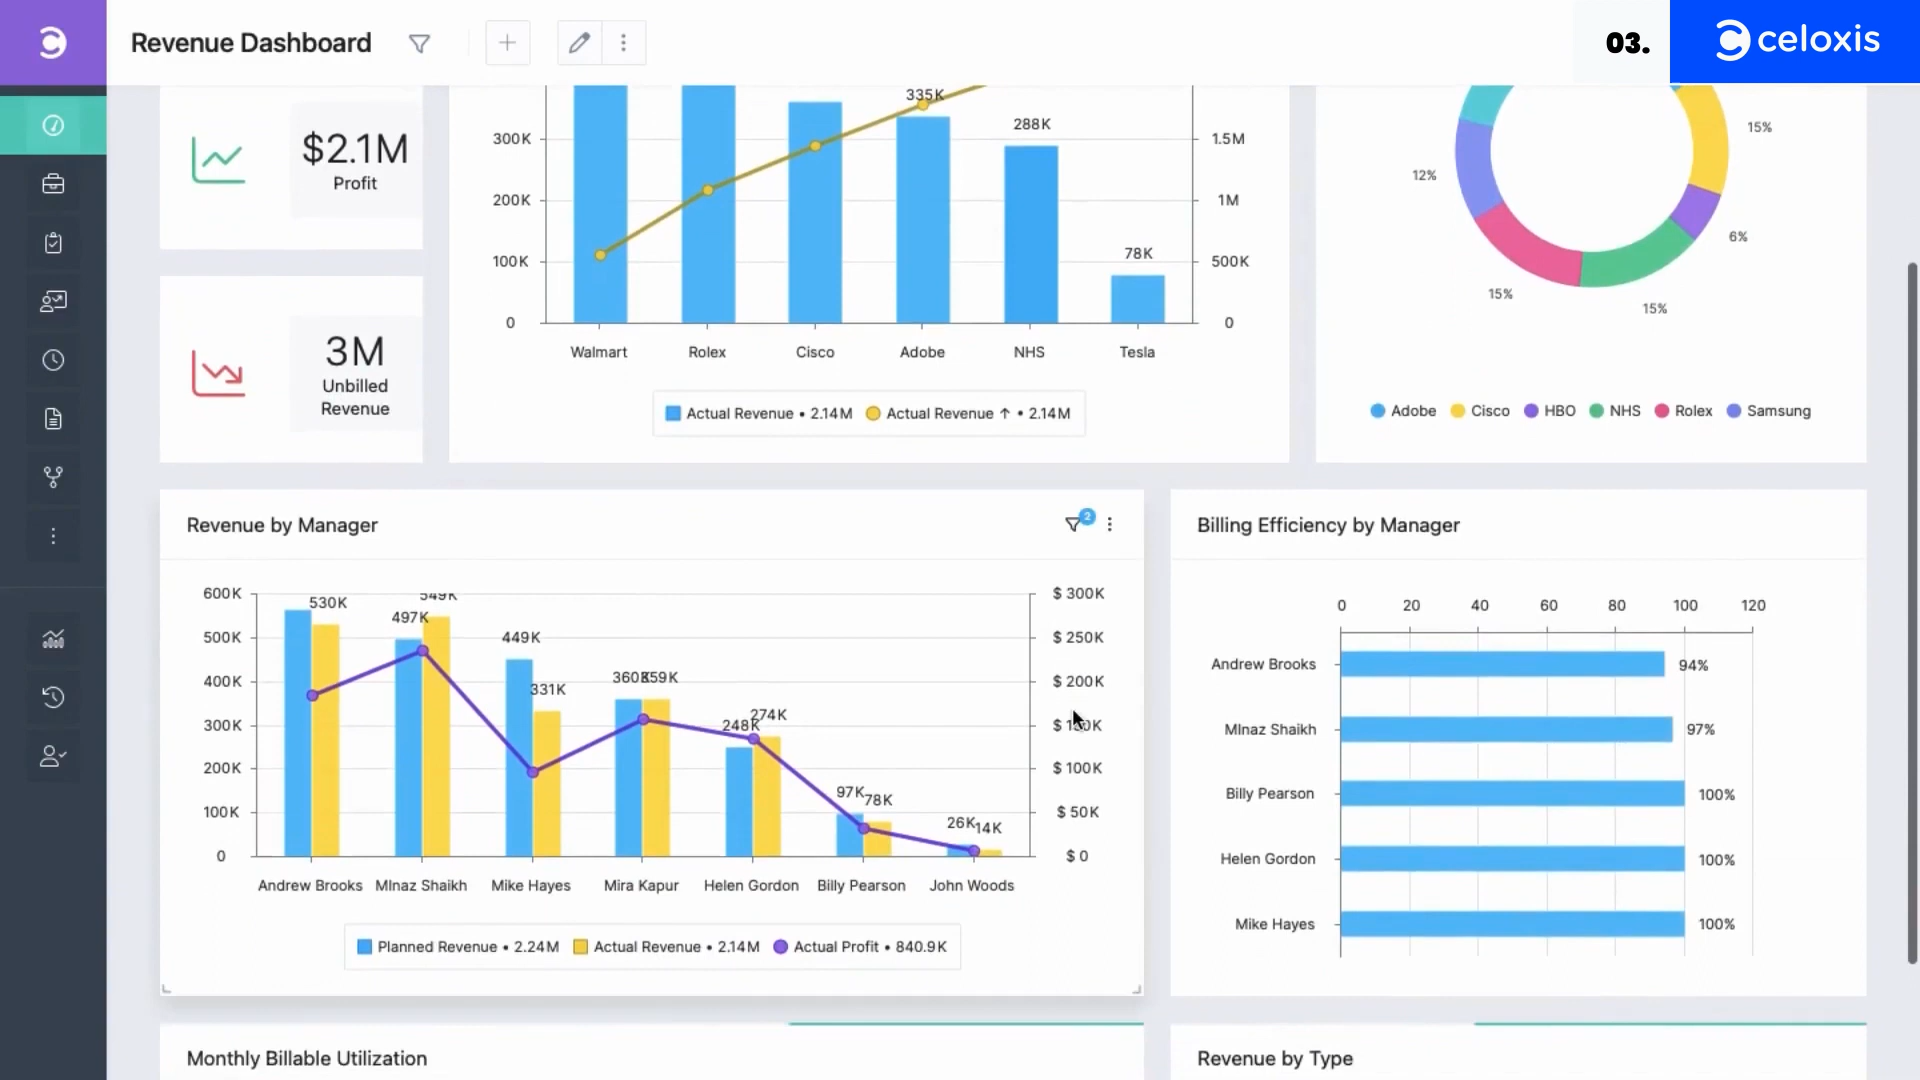 Revenue Dashboard
03.
celoxis
$2.1M
Profit
3M
Unbilled
Revenue
335K
288K
78K
300K
200K
100K
0
1.5M
1M
500K
0
Walmart Rolex Cisco Adobe NHS Tesla
Actual Revenue • 2.14M Actual Revenue ↑ • 2.14M
15%
12%
6%
15%
15%
Adobe Cisco HBO NHS Rolex Samsung
Revenue by Manager
2
600K
500K
400K
300K
200K
100K
0
530K
497K
549K
449K
331K
360K
359K
248K
274K
97K
78K
26K
14K
$ 300K
$ 250K
$ 200K
$ 100K
$ 50K
$ 0
Andrew Brooks MInaz Shaikh Mike Hayes Mira Kapur Helen Gordon Billy Pearson John Woods
Planned Revenue • 2.24M Actual Revenue • 2.14M Actual Profit • 840.9K
Billing Efficiency by Manager
0 20 40 60 80 100 120
Andrew Brooks 94%
MInaz Shaikh 97%
Billy Pearson 100%
Helen Gordon 100%
Mike Hayes 100%
Monthly Billable Utilization
Revenue by Type